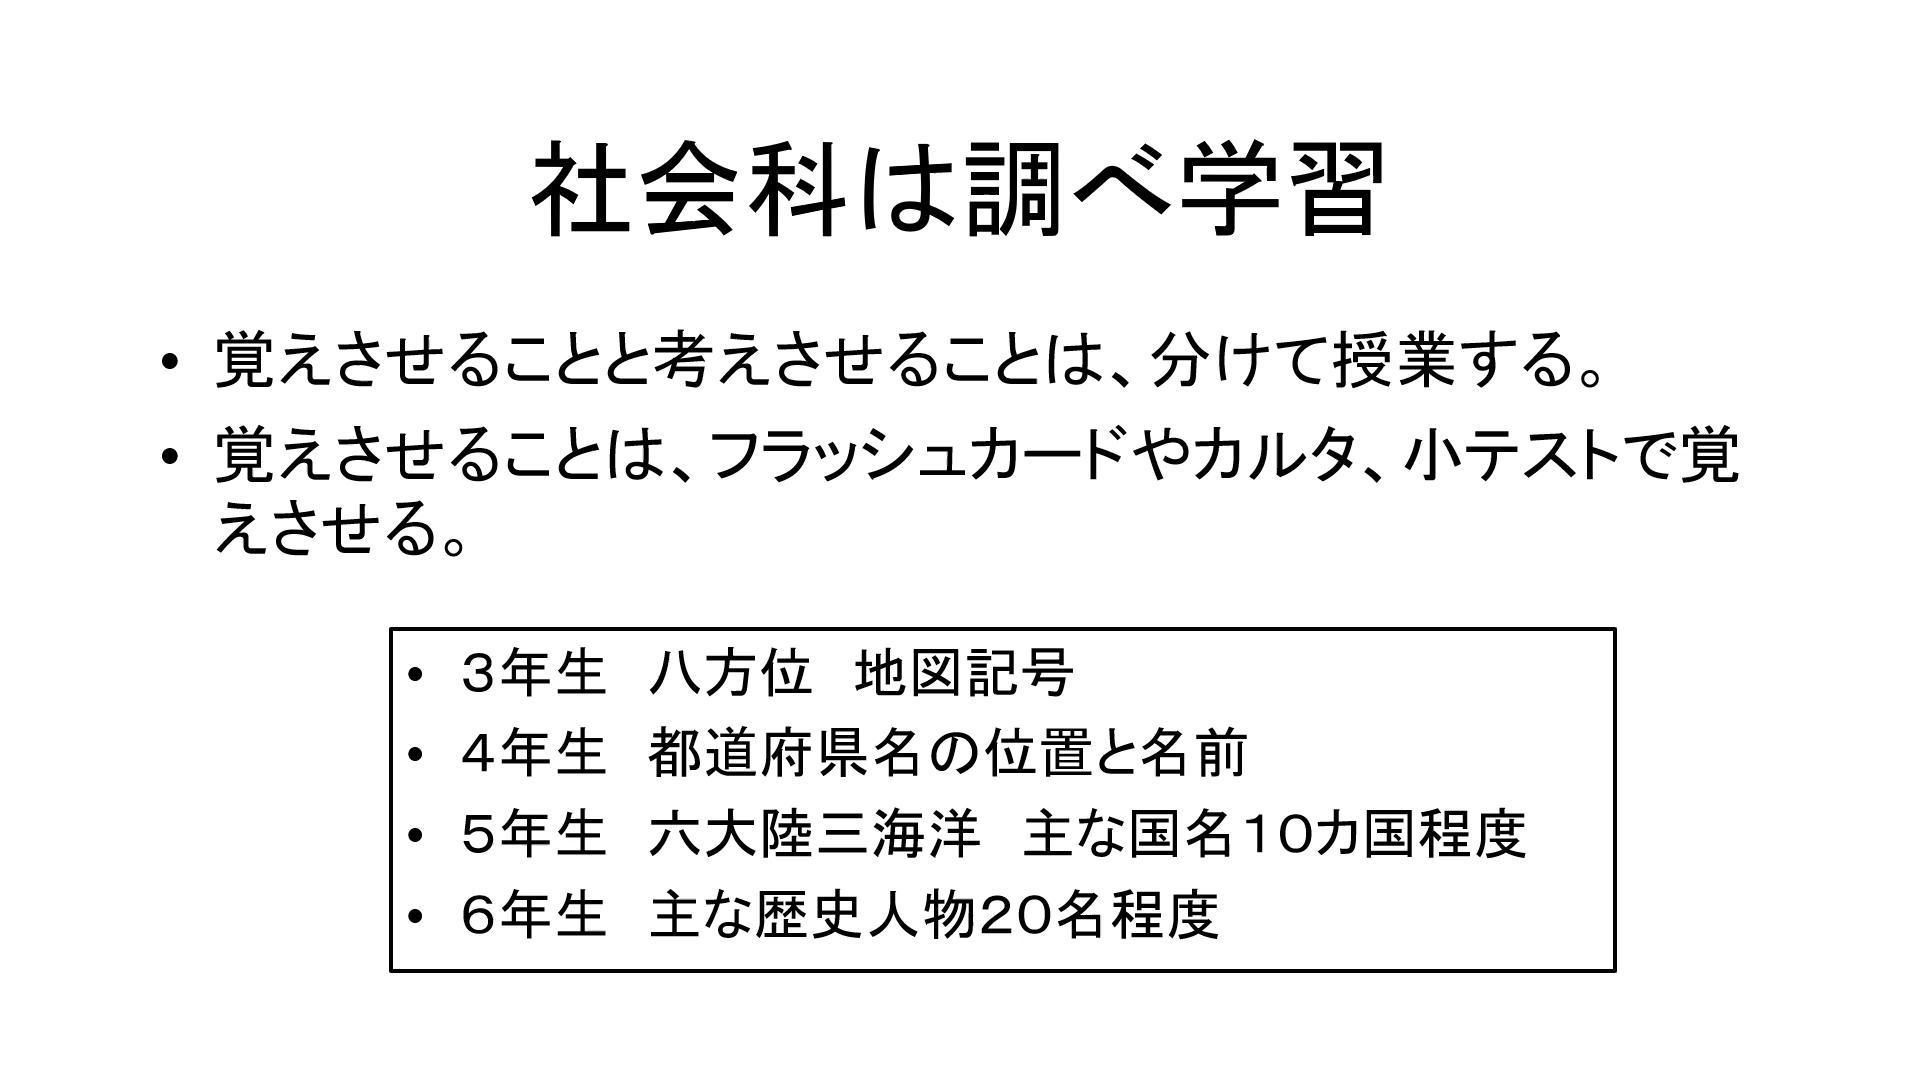 社会科は調べ学習
• 覚えさせることと考えさせることは、分けて授業する。
• 覚えさせることは、フラッシュカードやカルタ、小テストで覚
えさせる。
• ３年生　八方位　地図記号
• ４年生　都道府県名の位置と名前
• ５年生　六大陸三海洋　主な国名１０カ国程度
• ６年生　主な歴史人物２０名程度